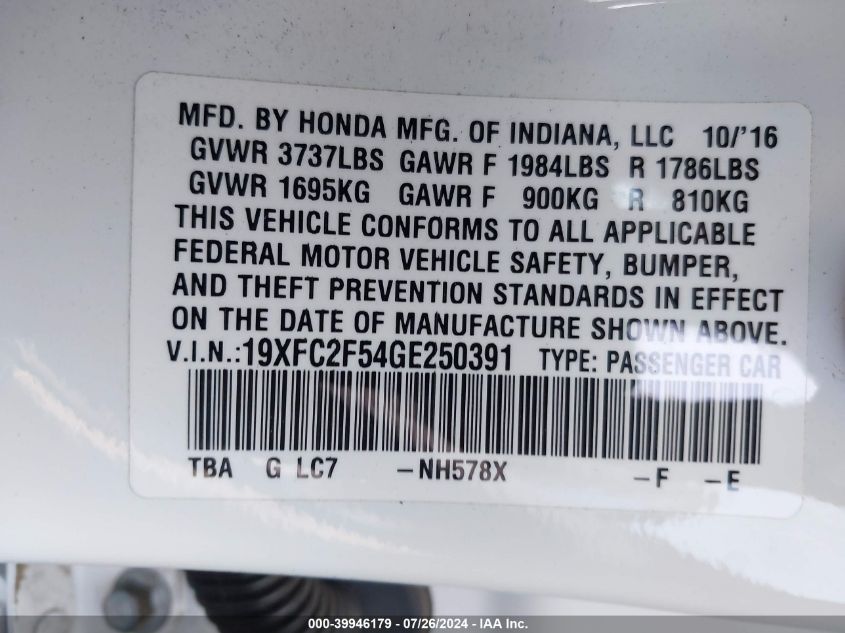 MFD. BY HONDA MFG. OF INDIANA, LLC 10/'16
GVWR 3737LBS GAWR F 1984LBS R 1786LBS
GVWR 1695KG GAWR F 900KG R 810KG
THIS VEHICLE CONFORMS TO ALL APPLICABLE
FEDERAL MOTOR VEHICLE SAFETY, BUMPER,
AND THEFT PREVENTION STANDARDS IN EFFECT
ON THE DATE OF MANUFACTURE SHOWN ABOVE.
V.I.N.:19XFC2F54GE250391 TYPE: PASSENGER CAR
TBA G LC7 -NH578X -F -E
000-39946179 / 07/26/2024 - IAA Inc.